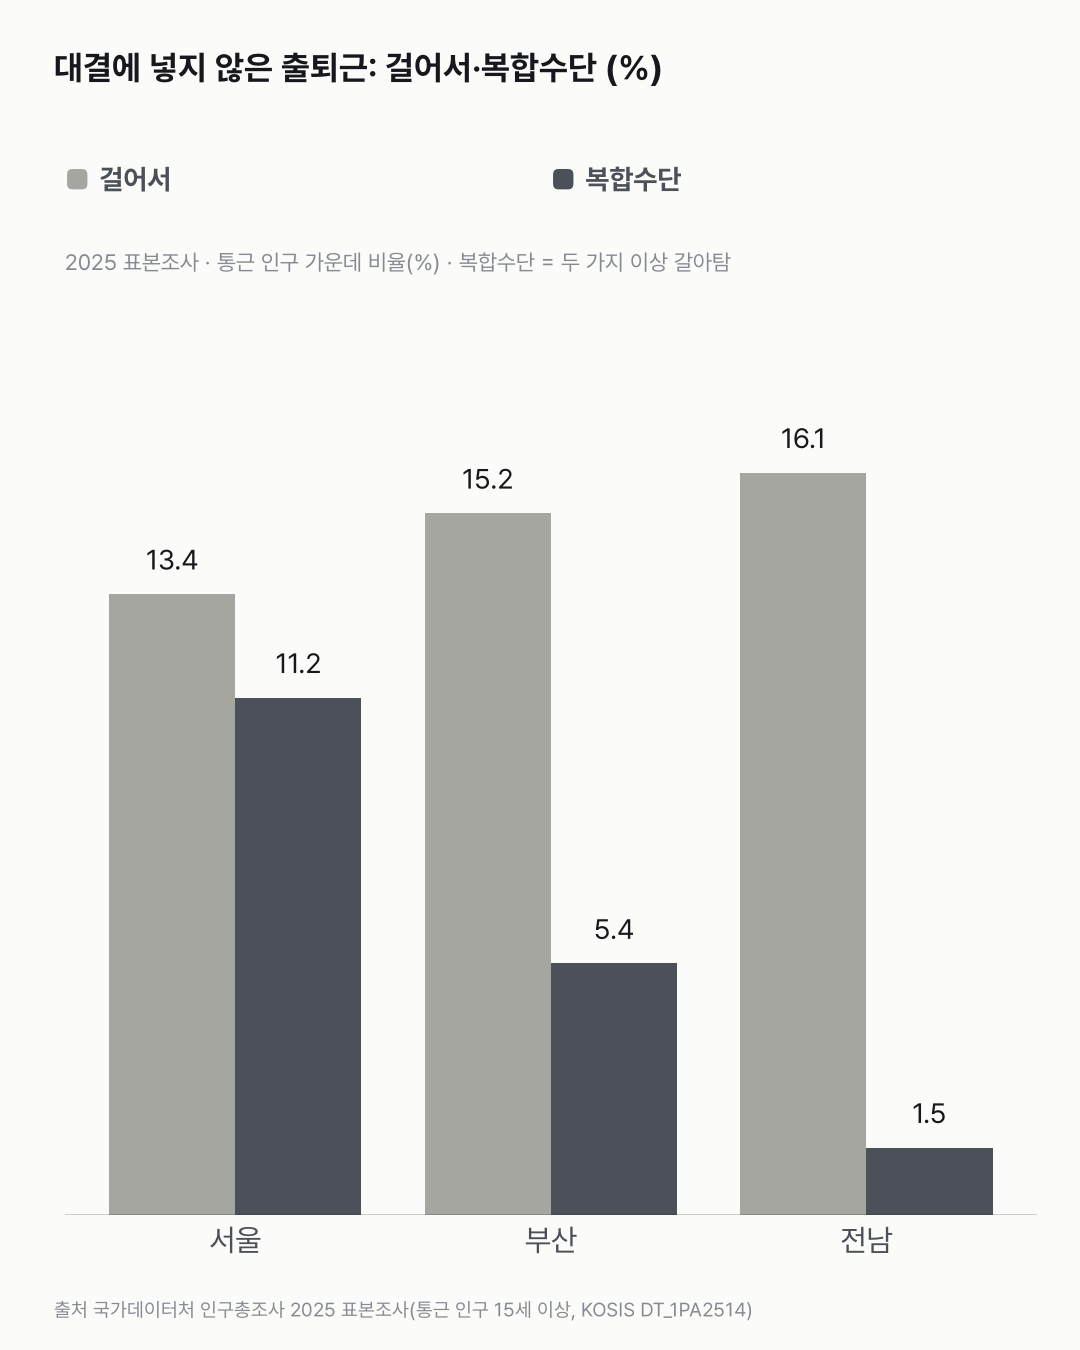 대결에 넣지 않은 출퇴근: 걸어서·복합수단 (%)
걸어서
복합수단
2025 표본조사 · 통근 인구 가운데 비율(%) · 복합수단 = 두 가지 이상 갈아탐
16.1
15.2
13.4
11.2
5.4
1.5
서울
부산
전남
출처 국가데이터처 인구총조사 2025 표본조사(통근 인구 15세 이상, KOSIS DT_1PA2514)